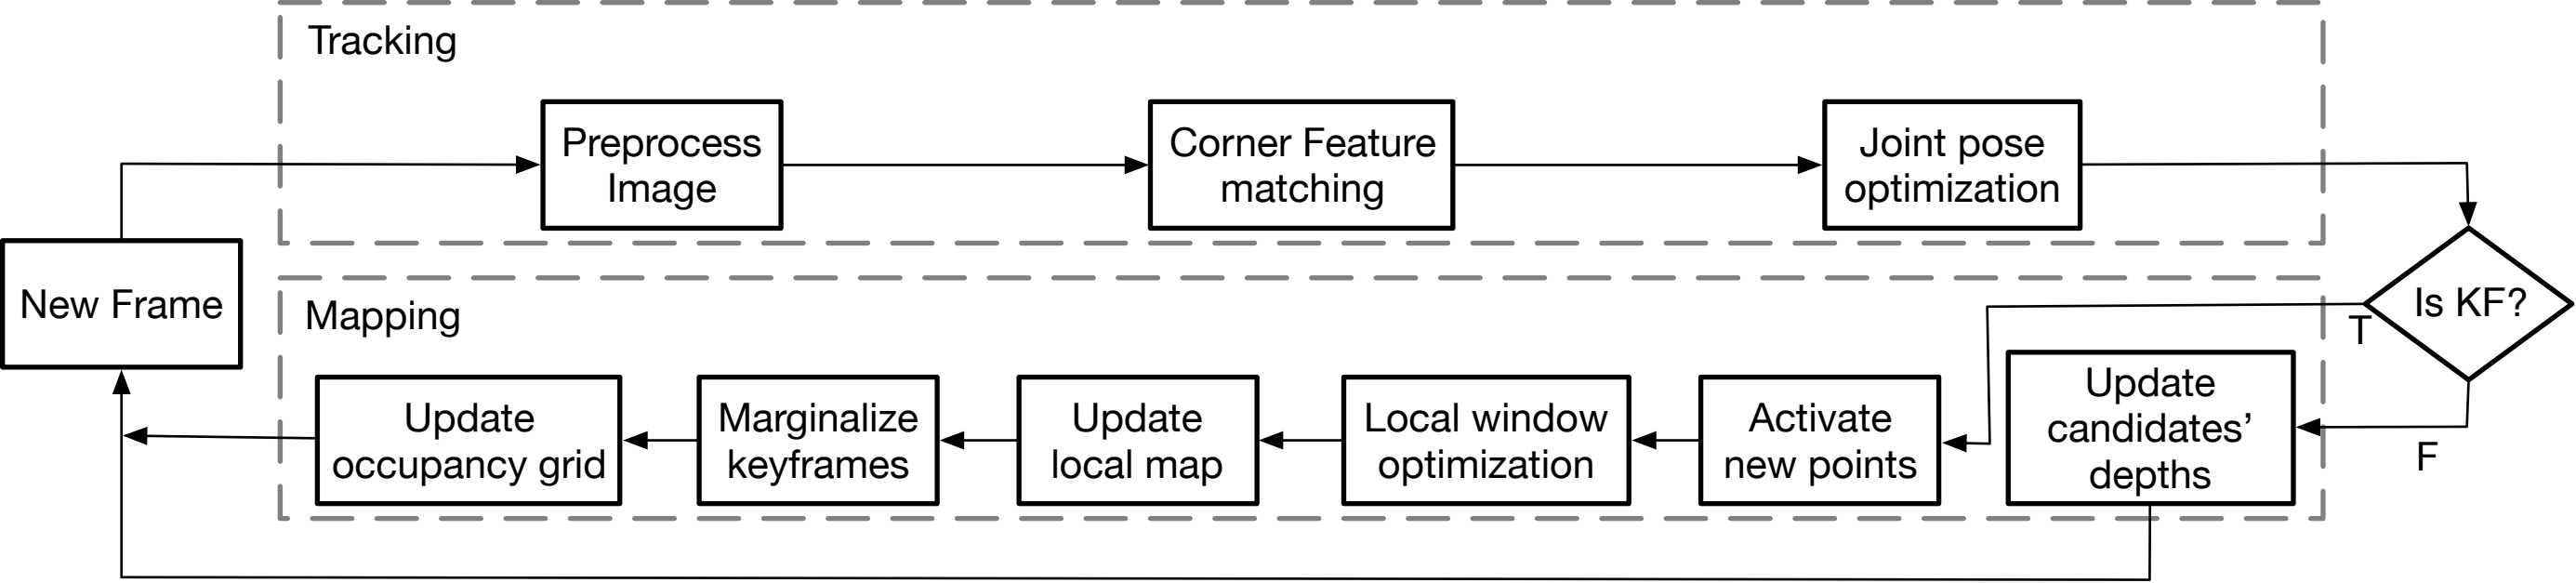 Tracking
Preprocess
Image
Corner Feature
matching
Joint pose
optimization
New Frame
Is KF?
T
F
Mapping
Update
occupancy grid
Marginalize
keyframes
Update
local map
Local window
optimization
Activate
new points
Update
candidates’
depths